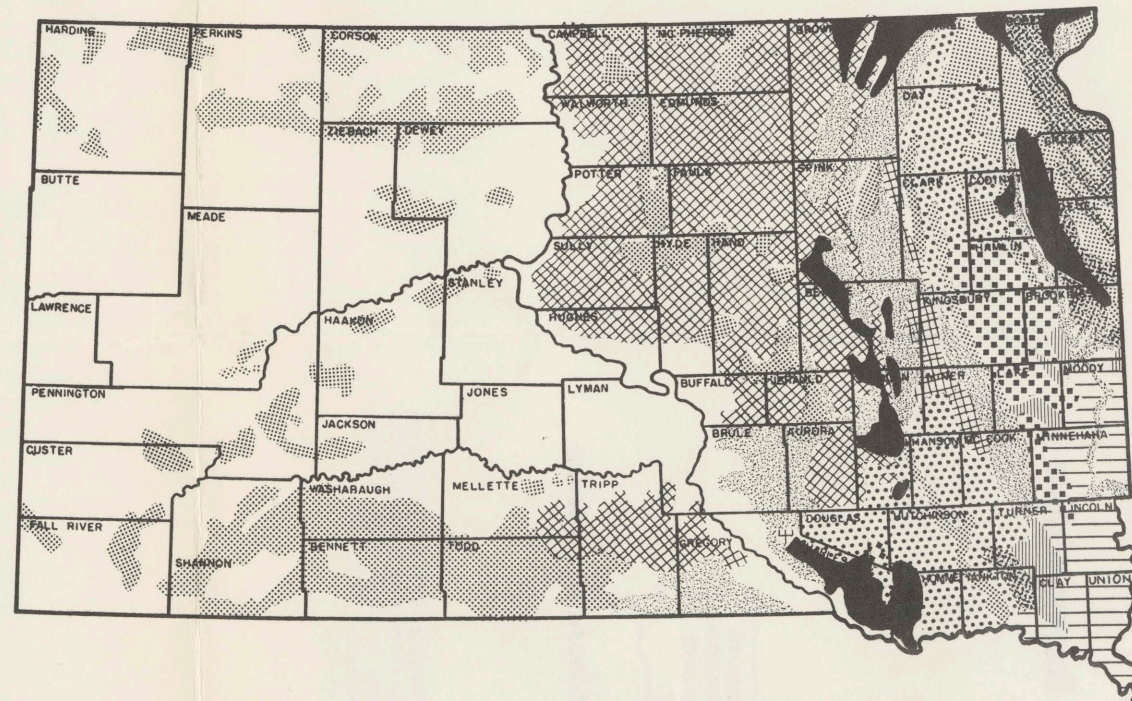 HARDING
PERKINS
CORSON
CAMPBELL
MC PHERSON
WALWORTH
EDMUNDS
DAY
ZIEBACH
DEWEY
BUTTE
POTTER
FAULK
SPINK
CLARK
MEADE
SULLY
HYDE
HAND
HAMLIN
STANLEY
LAWRENCE
HAAKON
HUGHES
KINGSBURY
PENNINGTON
JONES
LYMAN
BUFFALO
JERAULD
MINER
LAKE
MOODY
JACKSON
BRULE
AURORA
HANSON
MC COOK
MINNEHAHA
CUSTER
WASHABAUGH
MELLETTE
TRIPP
FALL RIVER
SHANNON
BENNETT
TODD
GREGORY
DOUGLAS
HUTCHINSON
TURNER
LINCOLN
YANKTON
CLAY
UNION